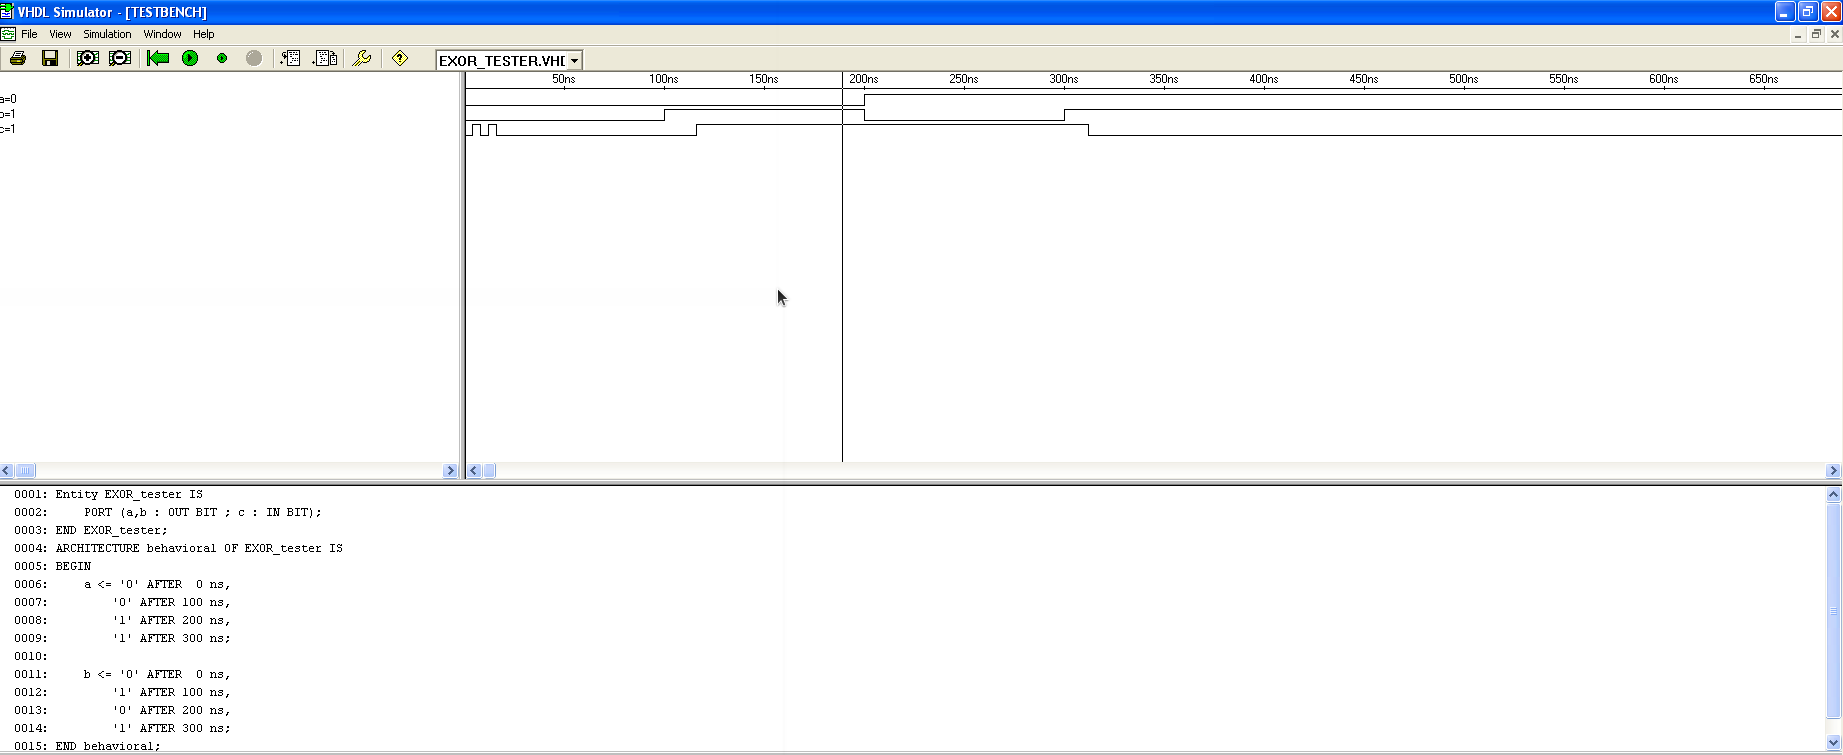 VHDL Simulator - [TESTBENCH]
File View Simulation Window Help
EXOR_TESTER.VHD
50ns 100ns 150ns 200ns 250ns 300ns 350ns 400ns 450ns 500ns 550ns 600ns 650ns
a=0
b=1
c=1
0001: Entity EXOR_tester IS
0002: PORT (a,b : OUT BIT ; c : IN BIT);
0003: END EXOR_tester;
0004: ARCHITECTURE behavioral OF EXOR_tester IS
0005: BEGIN
0006: a <= '0' AFTER 0 ns,
0007: '0' AFTER 100 ns,
0008: '1' AFTER 200 ns,
0009: '1' AFTER 300 ns;
0010:
0011: b <= '0' AFTER 0 ns,
0012: '1' AFTER 100 ns,
0013: '0' AFTER 200 ns,
0014: '1' AFTER 300 ns;
0015: END behavioral;